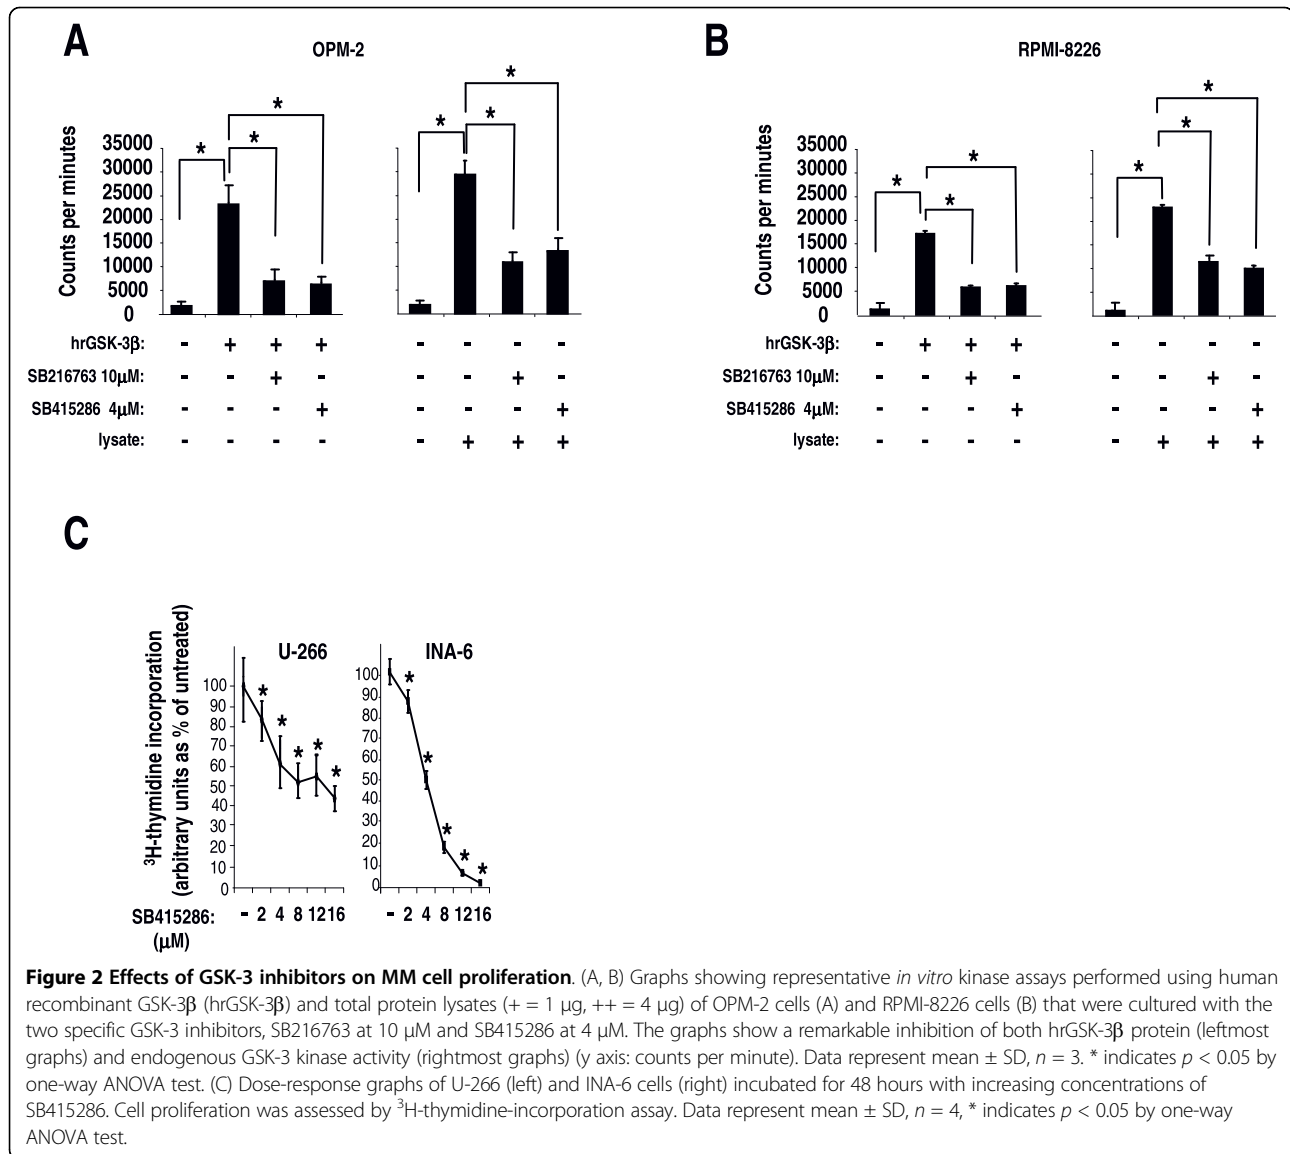 A
OPM-2
B
RPMI-8226
* * * * * *
* * * * * *
Counts per minutes
35000
30000
25000
20000
15000
10000
5000
0
Counts per minutes
35000
30000
25000
20000
15000
10000
5000
0
hrGSK-3β: - + + + - - - -
SB216763 10µM: - - + - - - + -
SB415286 4µM: - - - + - - - +
lysate: - - - - - + + +
hrGSK-3β: - + + + - - - -
SB216763 10µM: - - + - - - + -
SB415286 4µM: - - - + - - - +
lysate: - - - - - + + +
C
³H-thymidine incorporation
(arbitrary units as % of untreated)
U-266
100
90
80
70
60
50
40
30
20
10
0
* * * * *
INA-6
100
90
80
70
60
50
40
30
20
10
0
* * * * *
SB415286: - 2 4 8 12 16 - 2 4 8 12 16
(µM)
Figure 2 Effects of GSK-3 inhibitors on MM cell proliferation. (A, B) Graphs showing representative in vitro kinase assays performed using human
recombinant GSK-3β (hrGSK-3β) and total protein lysates (+ = 1 µg, ++ = 4 µg) of OPM-2 cells (A) and RPMI-8226 cells (B) that were cultured with the
two specific GSK-3 inhibitors, SB216763 at 10 µM and SB415286 at 4 µM. The graphs show a remarkable inhibition of both hrGSK-3β protein (leftmost
graphs) and endogenous GSK-3 kinase activity (rightmost graphs) (y axis: counts per minute). Data represent mean ± SD, n = 3. * indicates p < 0.05 by
one-way ANOVA test. (C) Dose-response graphs of U-266 (left) and INA-6 cells (right) incubated for 48 hours with increasing concentrations of
SB415286. Cell proliferation was assessed by ³H-thymidine-incorporation assay. Data represent mean ± SD, n = 4, * indicates p < 0.05 by one-way
ANOVA test.